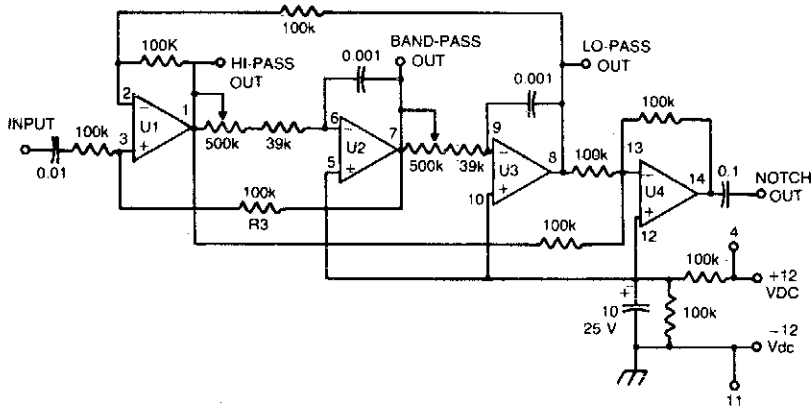 100k
100K
HI-PASS
OUT
BAND-PASS
OUT
LO-PASS
OUT
0.001
0.001
INPUT
0.01
100k
2
3
1
U1
500k
39k
6
5
7
U2
500k
39k
9
10
8
U3
100k
100k
13
12
14
U4
0.1
NOTCH
OUT
100k
R3
100k
+
10
25 V
100k
100k
4
+12
VDC
−12
Vdc
11